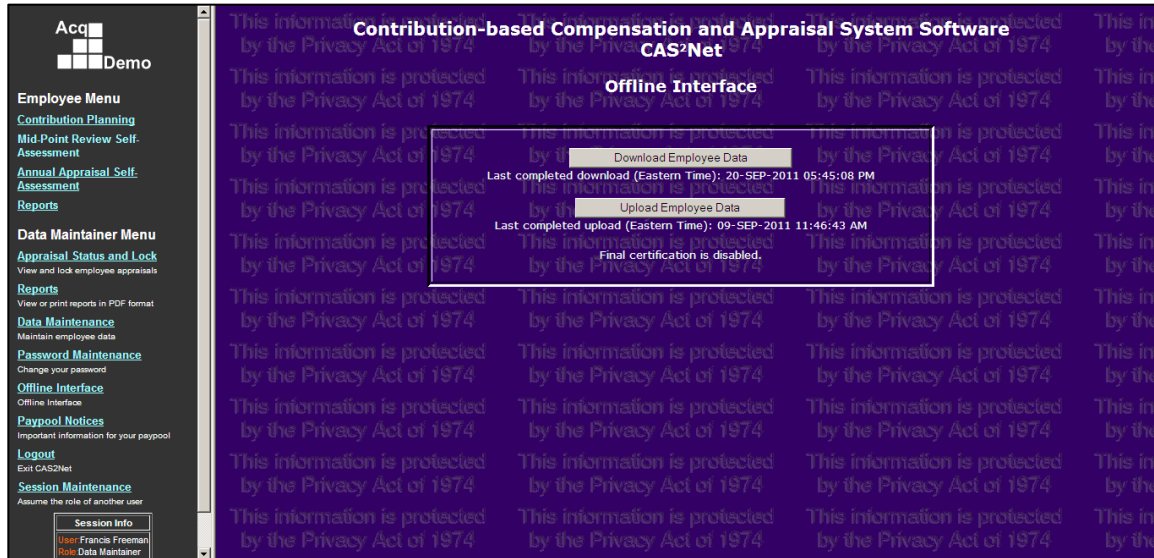 Acq
Demo
Employee Menu
Contribution Planning
Mid-Point Review Self-
Assessment
Annual Appraisal Self-
Assessment
Reports
Data Maintainer Menu
Appraisal Status and Lock
View and lock employee appraisals
Reports
View or print reports in PDF format
Data Maintenance
Maintain employee data
Password Maintenance
Change your password
Offline Interface
Offline Interface
Paypool Notices
Important information for your paypool
Logout
Exit CAS2Net
Session Maintenance
Assume the role of another user
Session Info
User:Francis Freeman
Role:Data Maintainer
Contribution-based Compensation and Appraisal System Software
CAS²Net
Offline Interface
Download Employee Data
Last completed download (Eastern Time): 20-SEP-2011 05:45:08 PM
Upload Employee Data
Last completed upload (Eastern Time): 09-SEP-2011 11:46:43 AM
Final certification is disabled.
This information is protected
by the Privacy Act of 1974